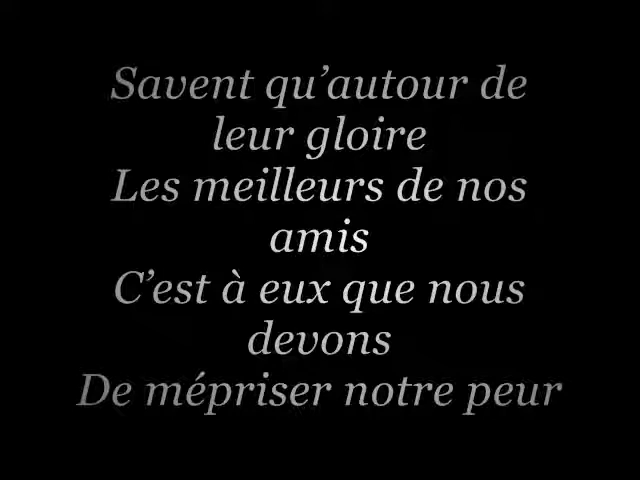 Savent qu’autour de
leur gloire
Les meilleurs de nos
amis
C’est à eux que nous
devons
De mépriser notre peur